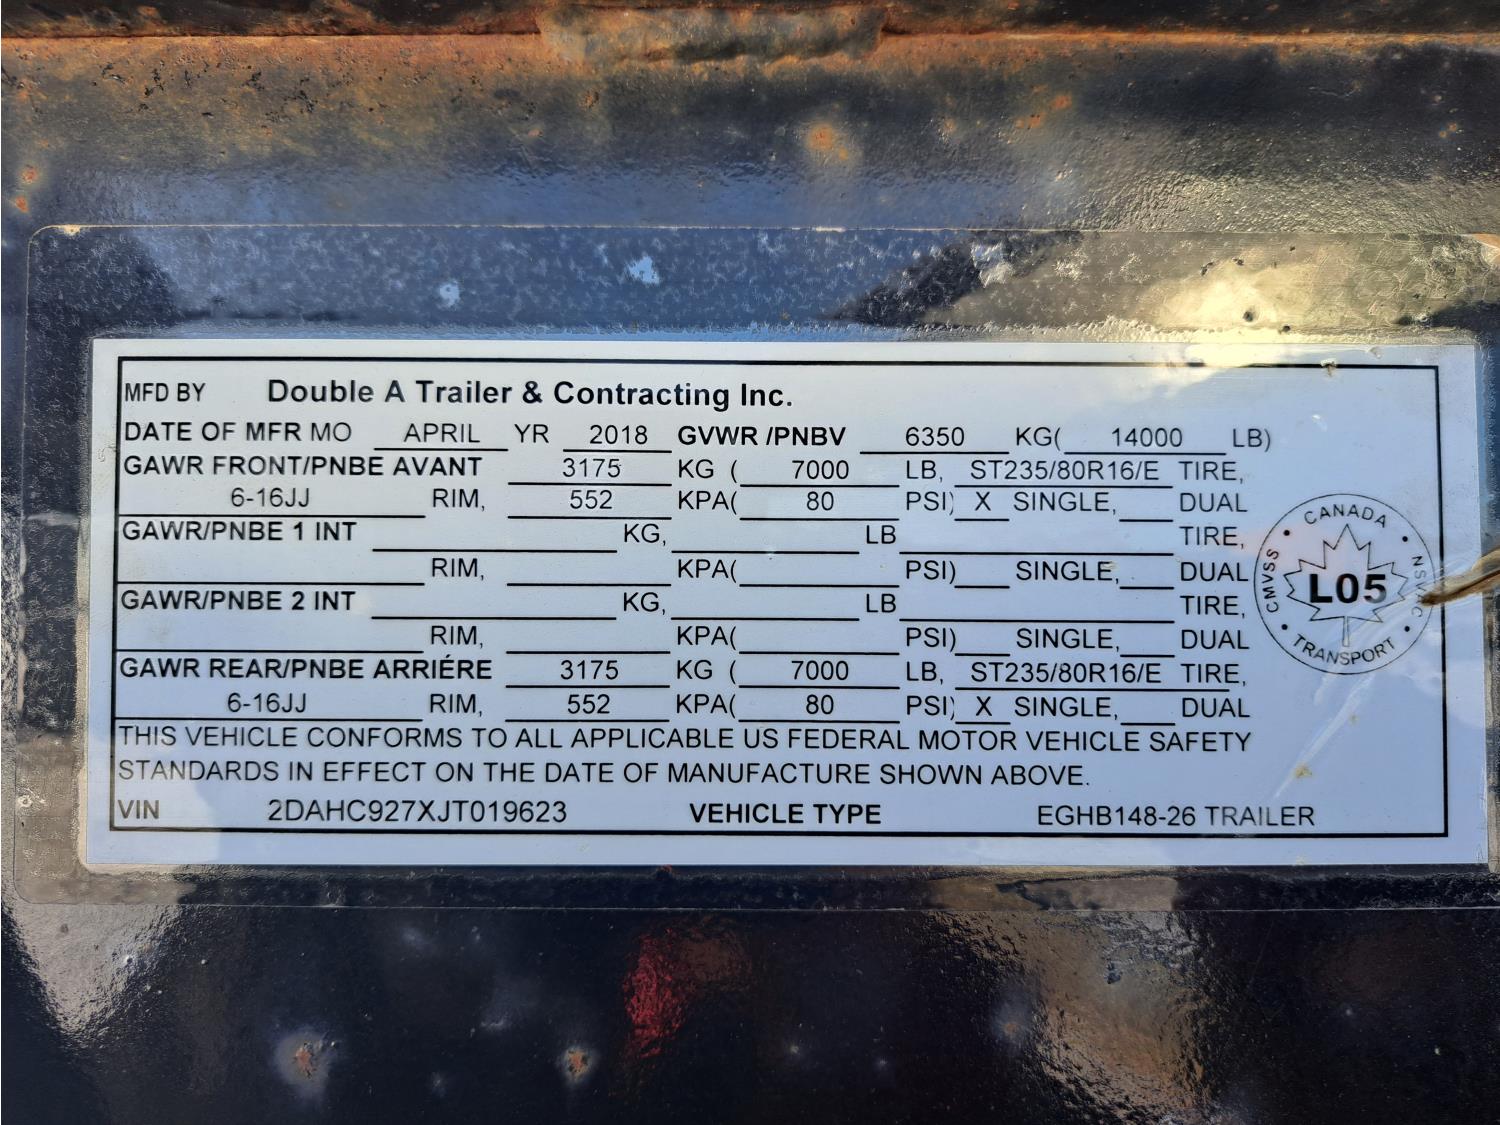 MFD BY Double A Trailer & Contracting Inc.
DATE OF MFR MO APRIL YR 2018 GVWR /PNBV 6350 KG( 14000 LB)
GAWR FRONT/PNBE AVANT 3175 KG ( 7000 LB, ST235/80R16/E TIRE,
6-16JJ RIM, 552 KPA( 80 PSI) X SINGLE, DUAL
GAWR/PNBE 1 INT KG, LB TIRE,
RIM, KPA( PSI) SINGLE, DUAL
GAWR/PNBE 2 INT KG, LB TIRE,
RIM, KPA( PSI) SINGLE, DUAL
GAWR REAR/PNBE ARRIÉRE 3175 KG ( 7000 LB, ST235/80R16/E TIRE,
6-16JJ RIM, 552 KPA( 80 PSI) X SINGLE, DUAL
THIS VEHICLE CONFORMS TO ALL APPLICABLE US FEDERAL MOTOR VEHICLE SAFETY
STANDARDS IN EFFECT ON THE DATE OF MANUFACTURE SHOWN ABOVE.
VIN 2DAHC927XJT019623 VEHICLE TYPE EGHB148-26 TRAILER
CANADA
CMVSS
L05
TRANSPORT